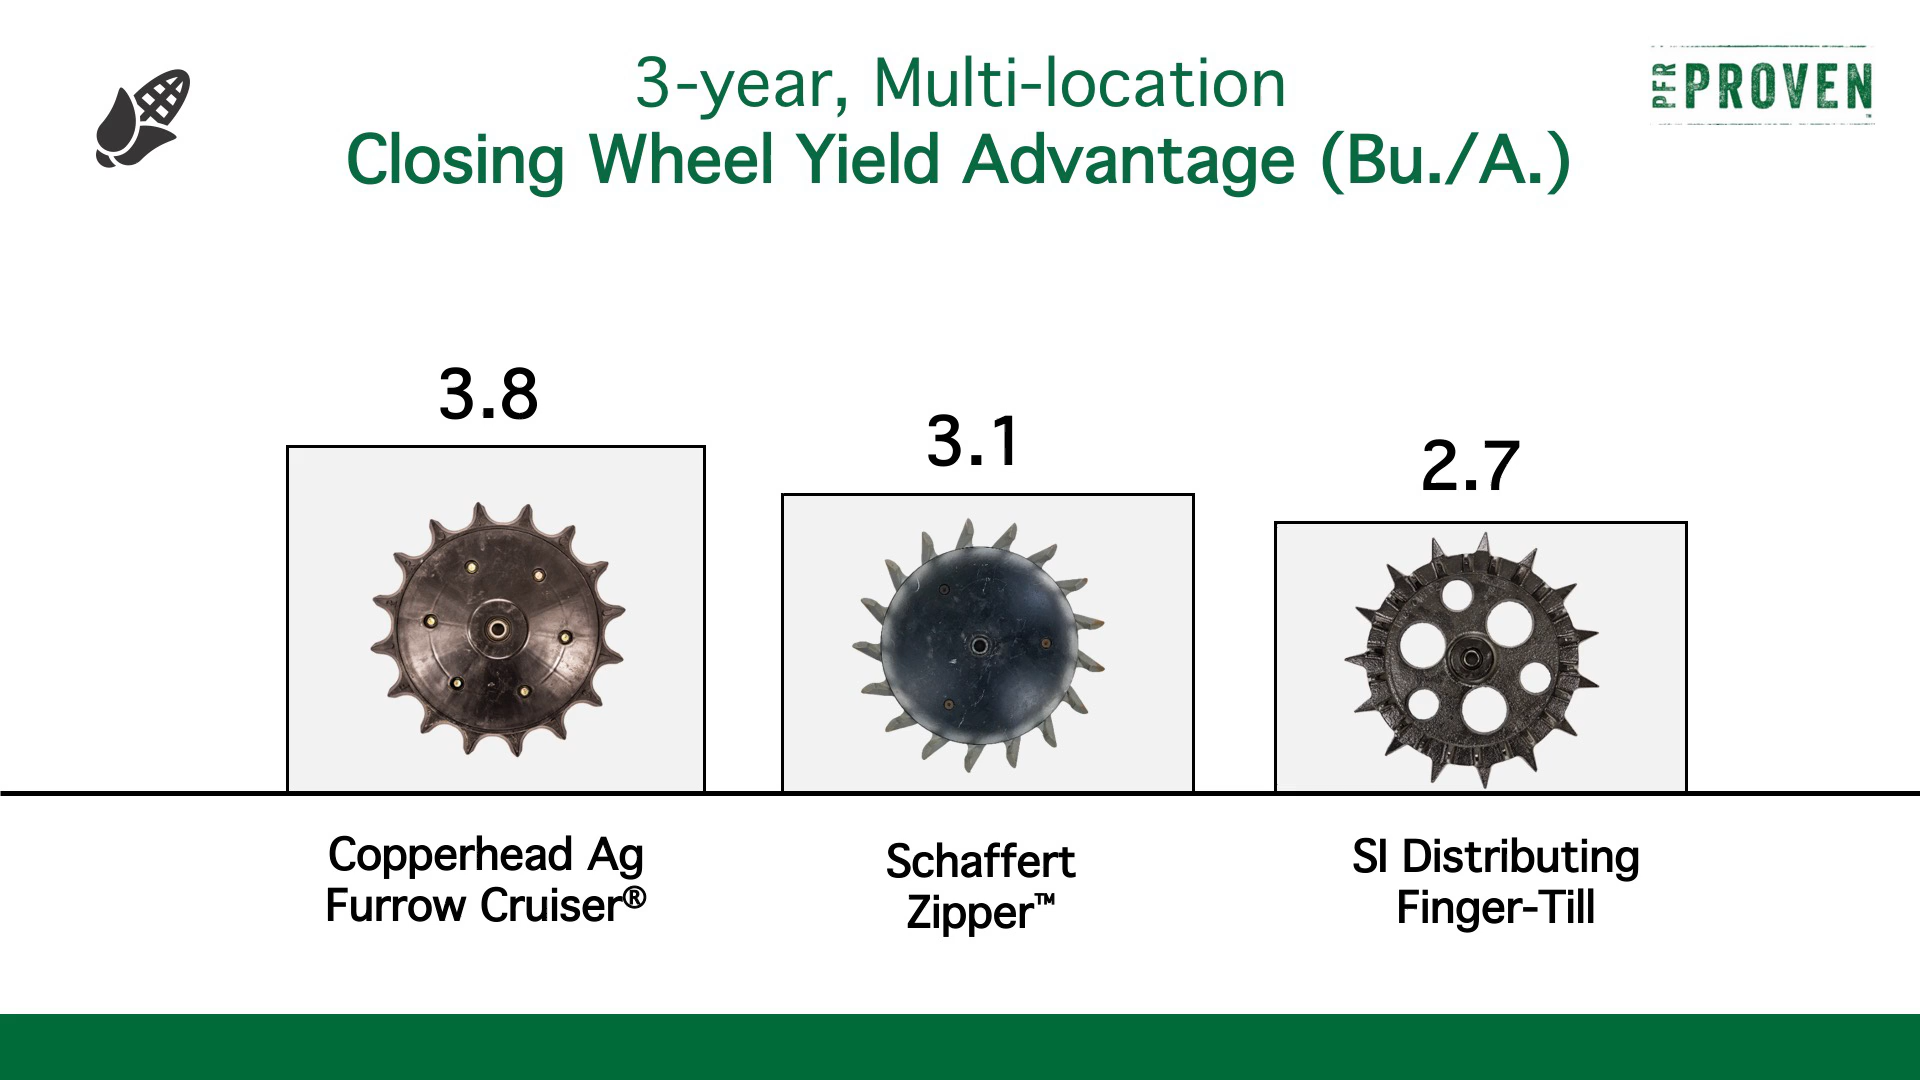 3-year, Multi-location
Closing Wheel Yield Advantage (Bu./A.)
PFR PROVEN™
3.8
3.1
2.7
Copperhead Ag
Furrow Cruiser®
Schaffert
Zipper™
SI Distributing
Finger-Till